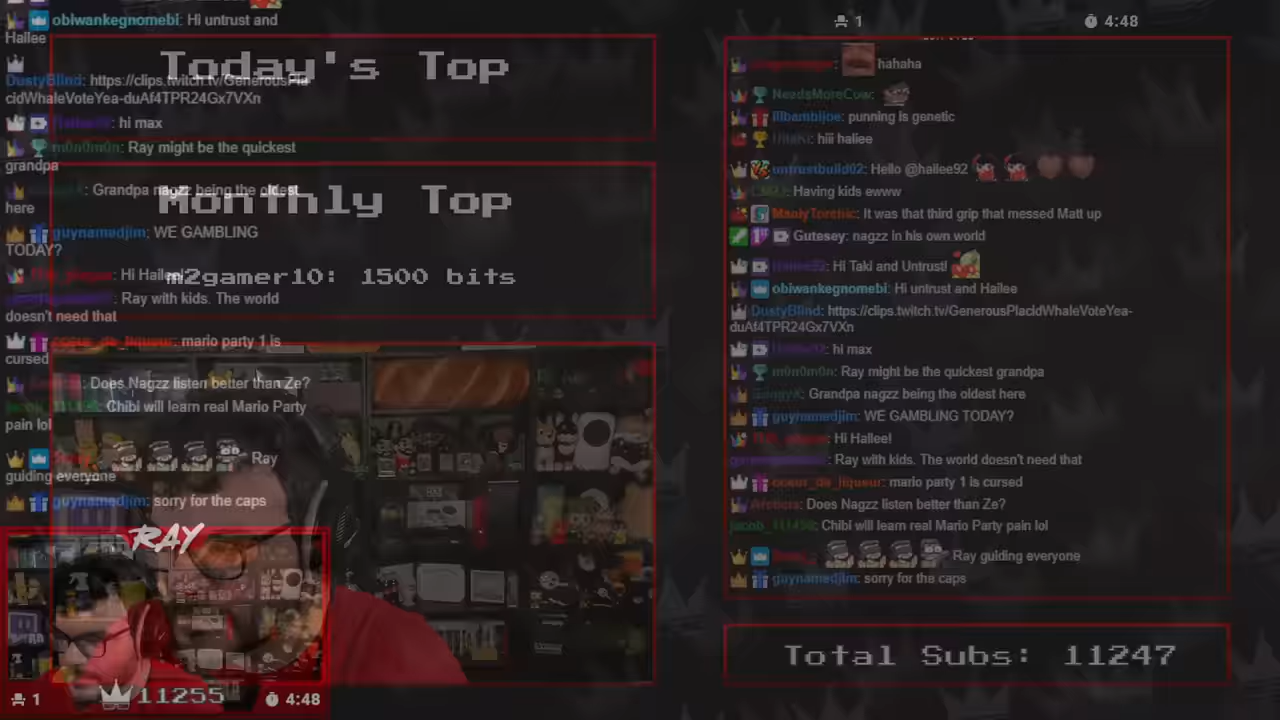 obiwankegnomebi: Hi untrust and
Hailee
DustyBlind: https://clips.twitch.tv/GenerousPla
cidWhaleVoteYea-duAf4TPR24Gx7VXn
hi max
m0n0m0n: Ray might be the quickest
grandpa
: Grandpa nagzz being the oldest
here
guynamedjim: WE GAMBLING
TODAY?
Hi Hailee!
: Ray with kids. The world
doesn't need that
coeur_de_liqueur: mario party 1 is
cursed
: Does Nagzz listen better than Ze?
: Chibi will learn real Mario Party
pain lol
Ray
guiding everyone
guynamedjim: sorry for the caps
RAY
1
11255
4:48
Today's Top
Monthly Top
m2gamer10: 1500 bits
1
4:48
hahaha
NeedsMoreCow:
illbambijoe: punning is genetic
: hiii haliee
untrustbuild02: Hello @hailee92
: Having kids ewww
ManlyTorchic: It was that third grip that messed Matt up
Gutesey: nagzz in his own world
: Hi Taki and Untrust!
obiwankegnomebi: Hi untrust and Hailee
DustyBlind: https://clips.twitch.tv/GenerousPlacidWhaleVoteYea-
duAf4TPR24Gx7VXn
: hi max
m0n0m0n: Ray might be the quickest grandpa
: Grandpa nagzz being the oldest here
guynamedjim: WE GAMBLING TODAY?
: Hi Hallee!
: Ray with kids. The world doesn't need that
coeur_de_liqueur: mario party 1 is cursed
: Does Nagzz listen better than Ze?
: Chibi will learn real Mario Party pain lol
Ray guiding everyone
guynamedjim: sorry for the caps
Total Subs: 11247